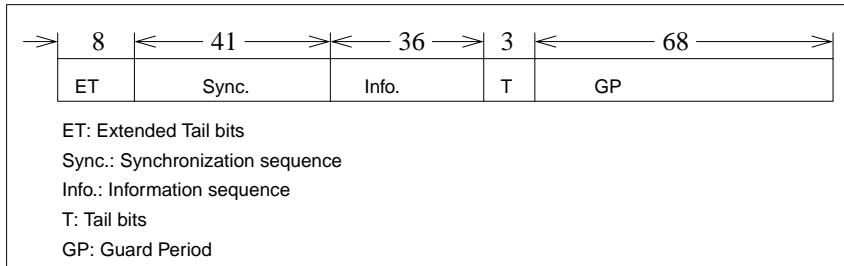 8 41 36 3 68
ET Sync. Info. T GP
ET: Extended Tail bits
Sync.: Synchronization sequence
Info.: Information sequence
T: Tail bits
GP: Guard Period